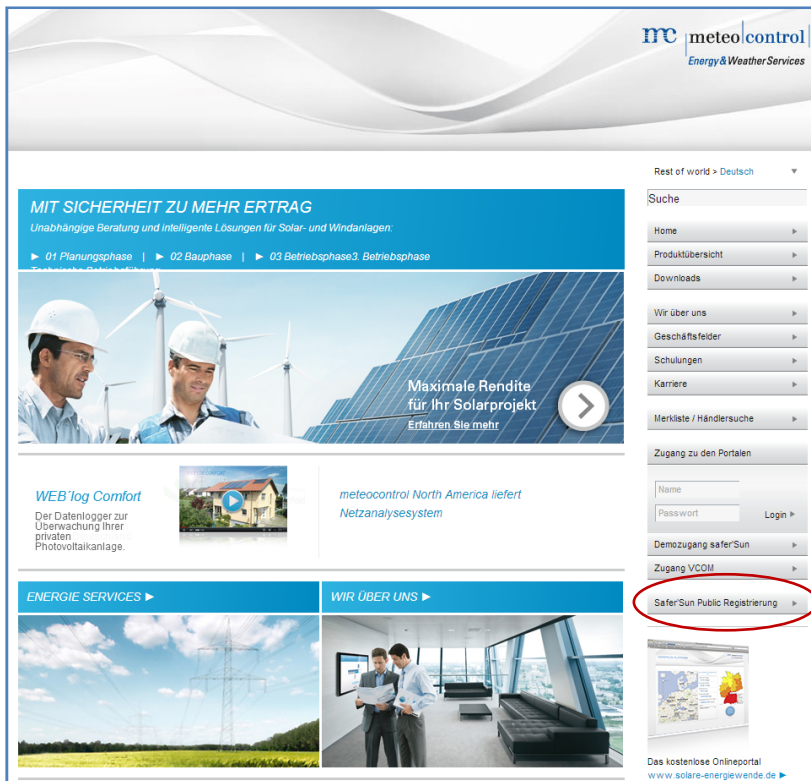 mc meteo control
Energy & Weather Services
Rest of world > Deutsch
Suche
Home
Produktübersicht
Downloads
Wir über uns
Geschäftsfelder
Schulungen
Karriere
Merkliste / Händlersuche
Zugang zu den Portalen
Name
Passwort
Login
Demozugang safer'Sun
Zugang VCOM
Safer'Sun Public Registrierung
Das kostenlose Onlineportal
www.solare-energiewende.de ►
MIT SICHERHEIT ZU MEHR ERTRAG
Unabhängige Beratung und intelligente Lösungen für Solar- und Windanlagen:
► 01 Planungsphase | ► 02 Bauphase | ► 03 Betriebsphase3. Betriebsphase
Technische Betriebsführung
Maximale Rendite
für Ihr Solarprojekt
Erfahren Sie mehr
WEB´log Comfort
Der Datenlogger zur
Überwachung Ihrer
privaten
Photovoltaikanlage.
meteocontrol North America liefert
Netzanalysesystem
ENERGIE SERVICES ►
WIR ÜBER UNS ►